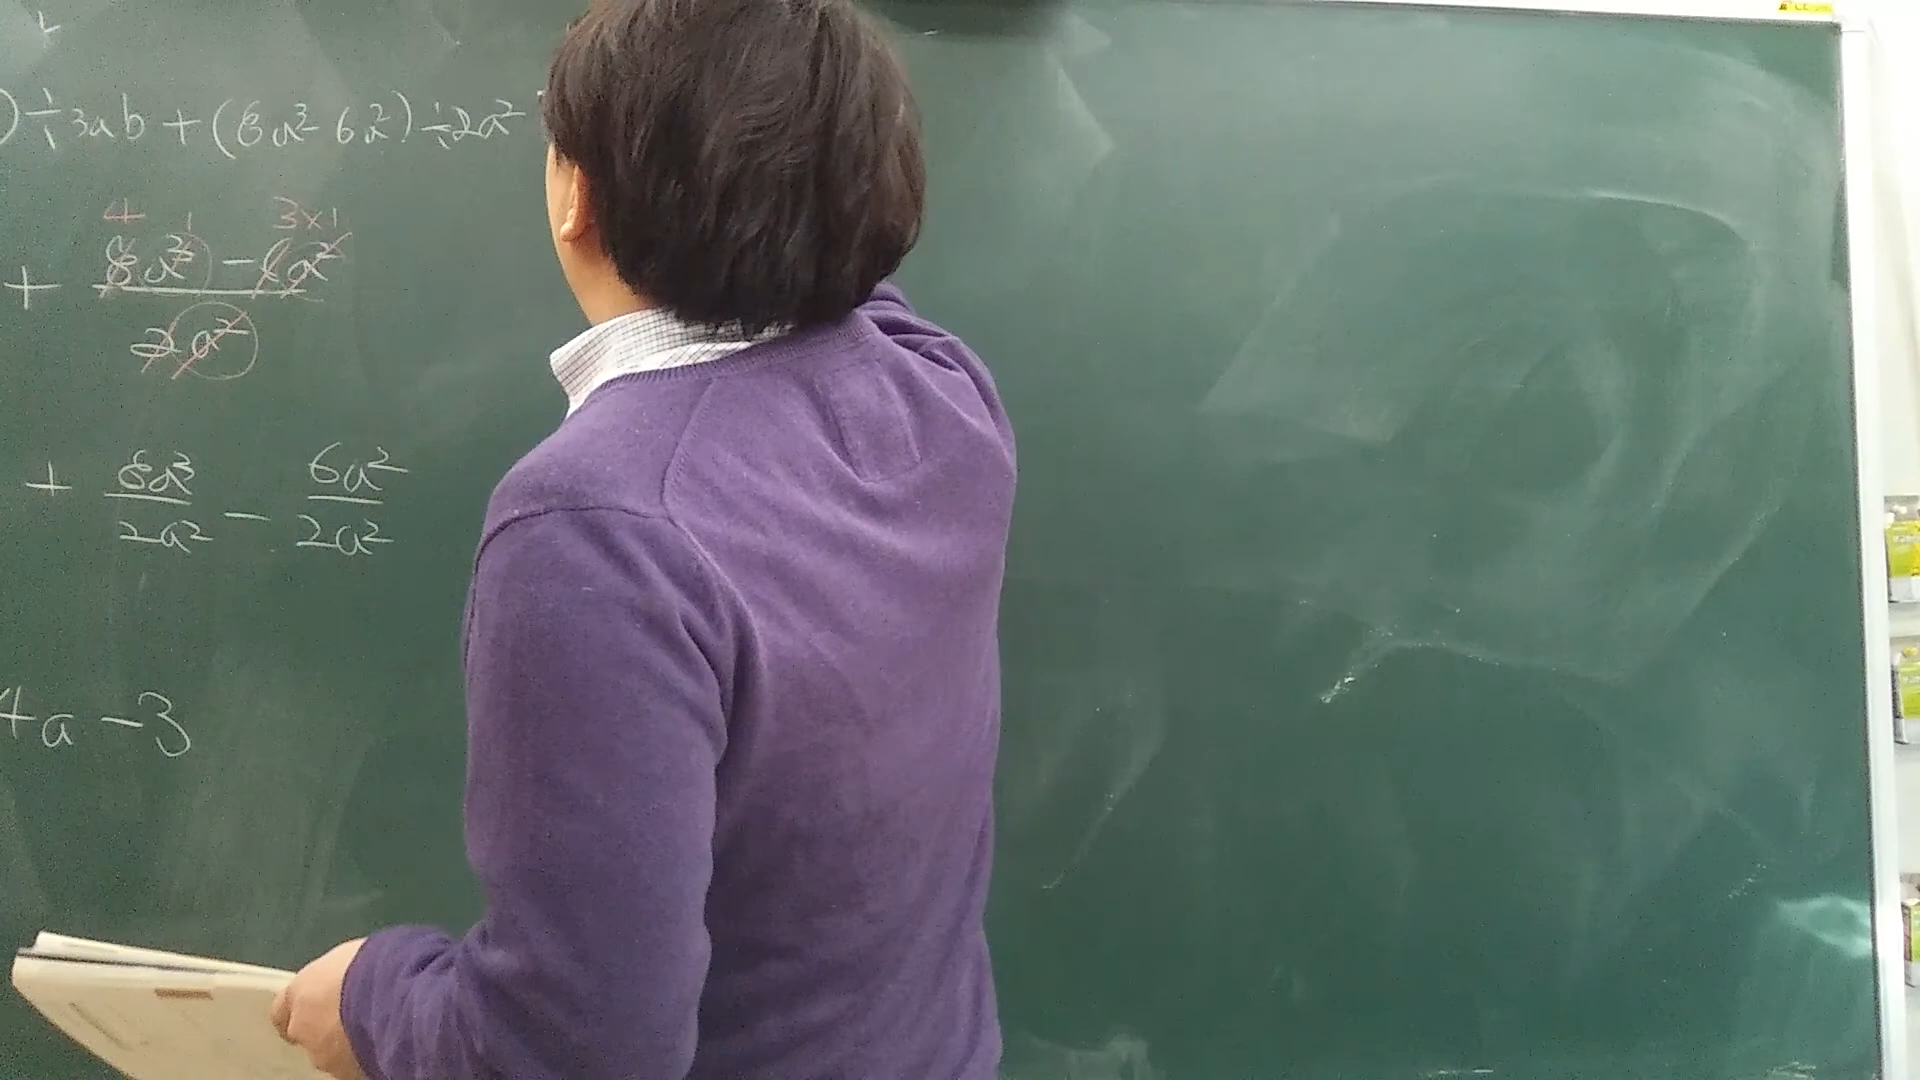 ) ÷ 3ab + (8a³ - 6a²) ÷ 2a²
4 1 3 × 1
+ (8a³ - 6a²) / 2a²
+ 8a³/2a² - 6a²/2a²
4a - 3